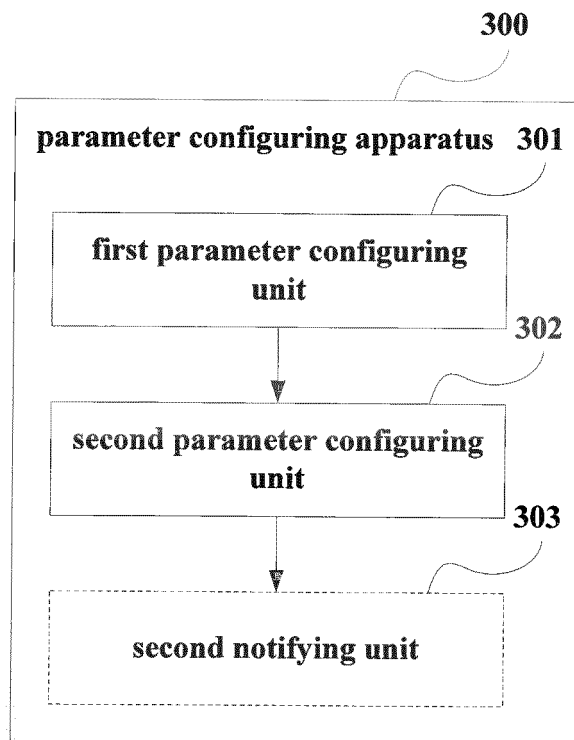 300
parameter configuring apparatus 301
first parameter configuring
unit
302
second parameter configuring
unit
303
second notifying unit